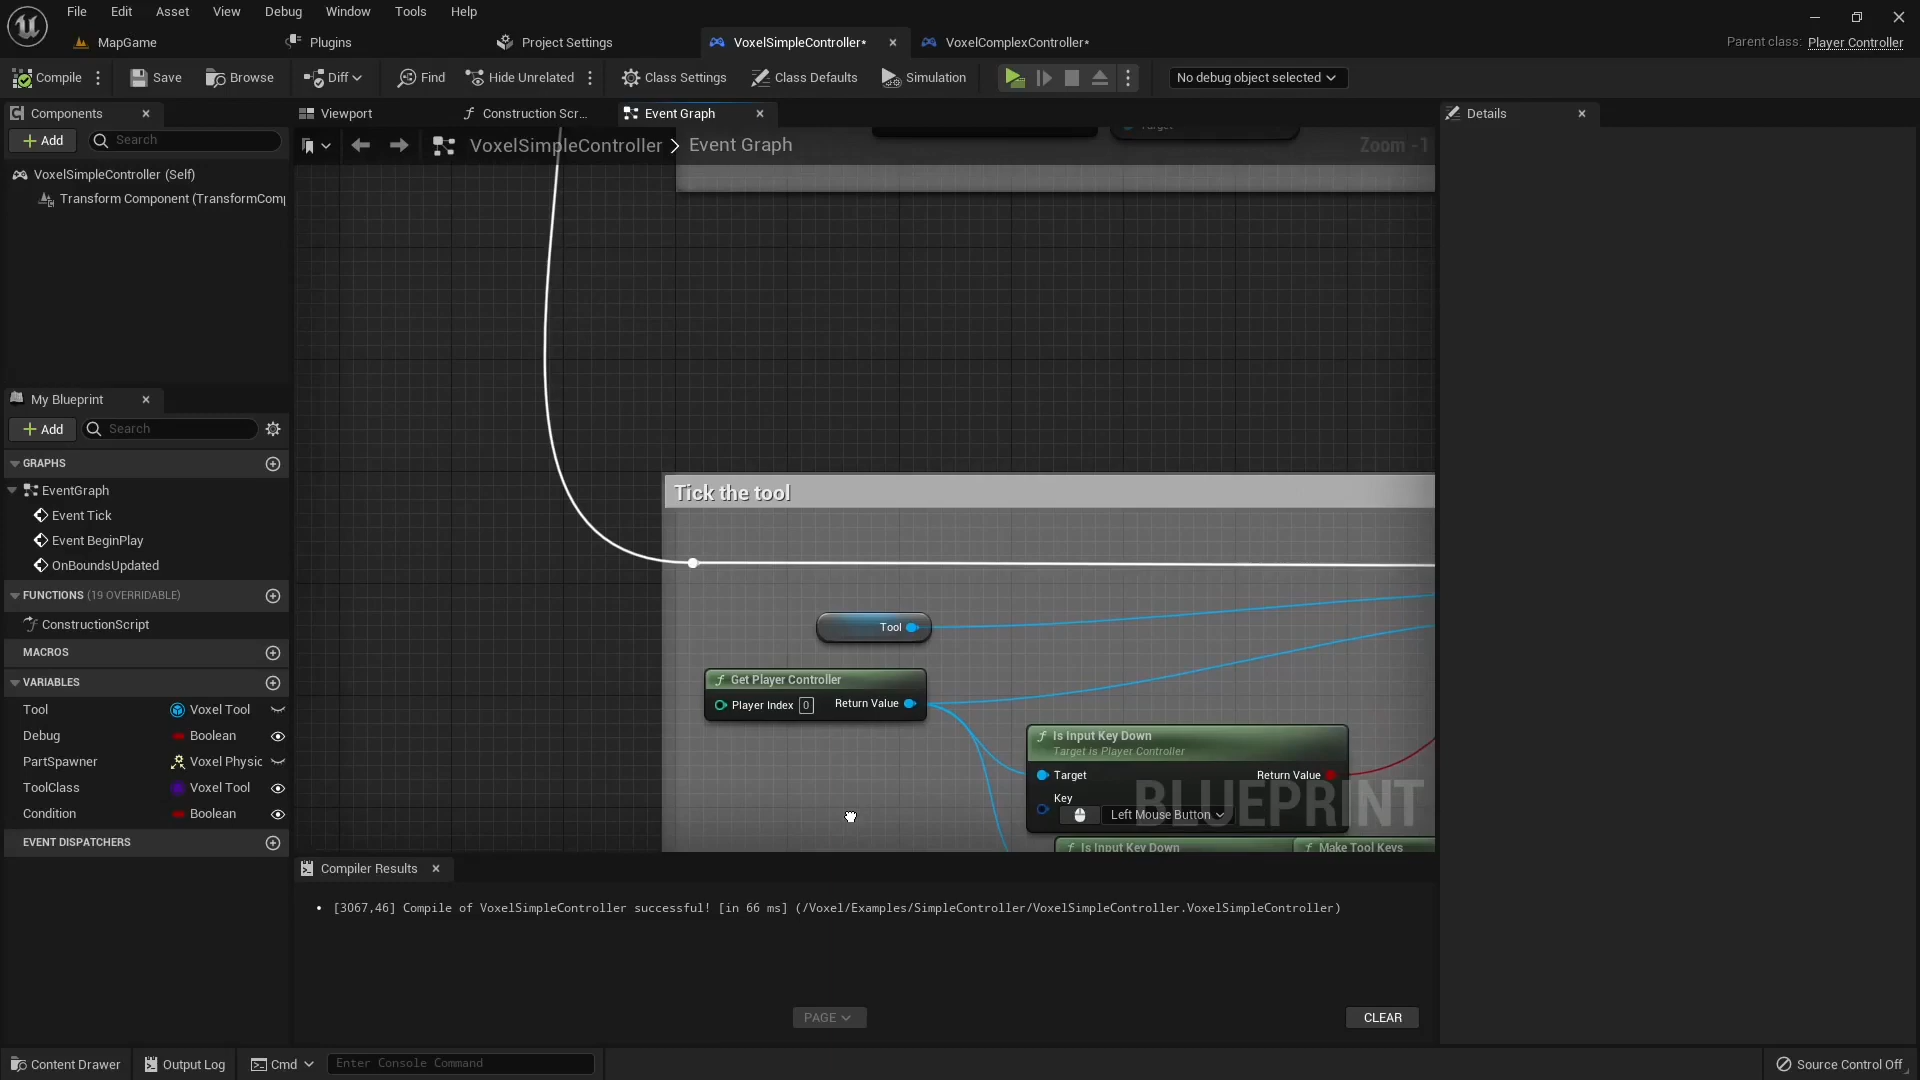 File Edit Asset View Debug Window Tools Help
MapGame Plugins Project Settings VoxelSimpleController* VoxelComplexController* Parent class: Player Controller
Compile Save Browse Diff Find Hide Unrelated Class Settings Class Defaults Simulation No debug object selected
Components Viewport Construction Scr... Event Graph Details
Add Search
VoxelSimpleController > Event Graph Zoom -1
Target
VoxelSimpleController (Self)
Transform Component (TransformComp
My Blueprint
Add Search
GRAPHS
EventGraph
Event Tick
Event BeginPlay
OnBoundsUpdated
FUNCTIONS (19 OVERRIDABLE)
ConstructionScript
MACROS
VARIABLES
Tool Voxel Tool
Debug Boolean
PartSpawner Voxel Physic
ToolClass Voxel Tool
Condition Boolean
EVENT DISPATCHERS
Tick the tool
Tool
Get Player Controller
Player Index 0 Return Value
Is Input Key Down
Target is Player Controller
Target Return Value
Key
Left Mouse Button
BLUEPRINT
Is Input Key Down Make Tool Keys
Compiler Results
[3067,46] Compile of VoxelSimpleController successful! [in 66 ms] (/Voxel/Examples/SimpleController/VoxelSimpleController.VoxelSimpleController)
PAGE CLEAR
Content Drawer Output Log Cmd Enter Console Command Source Control Off